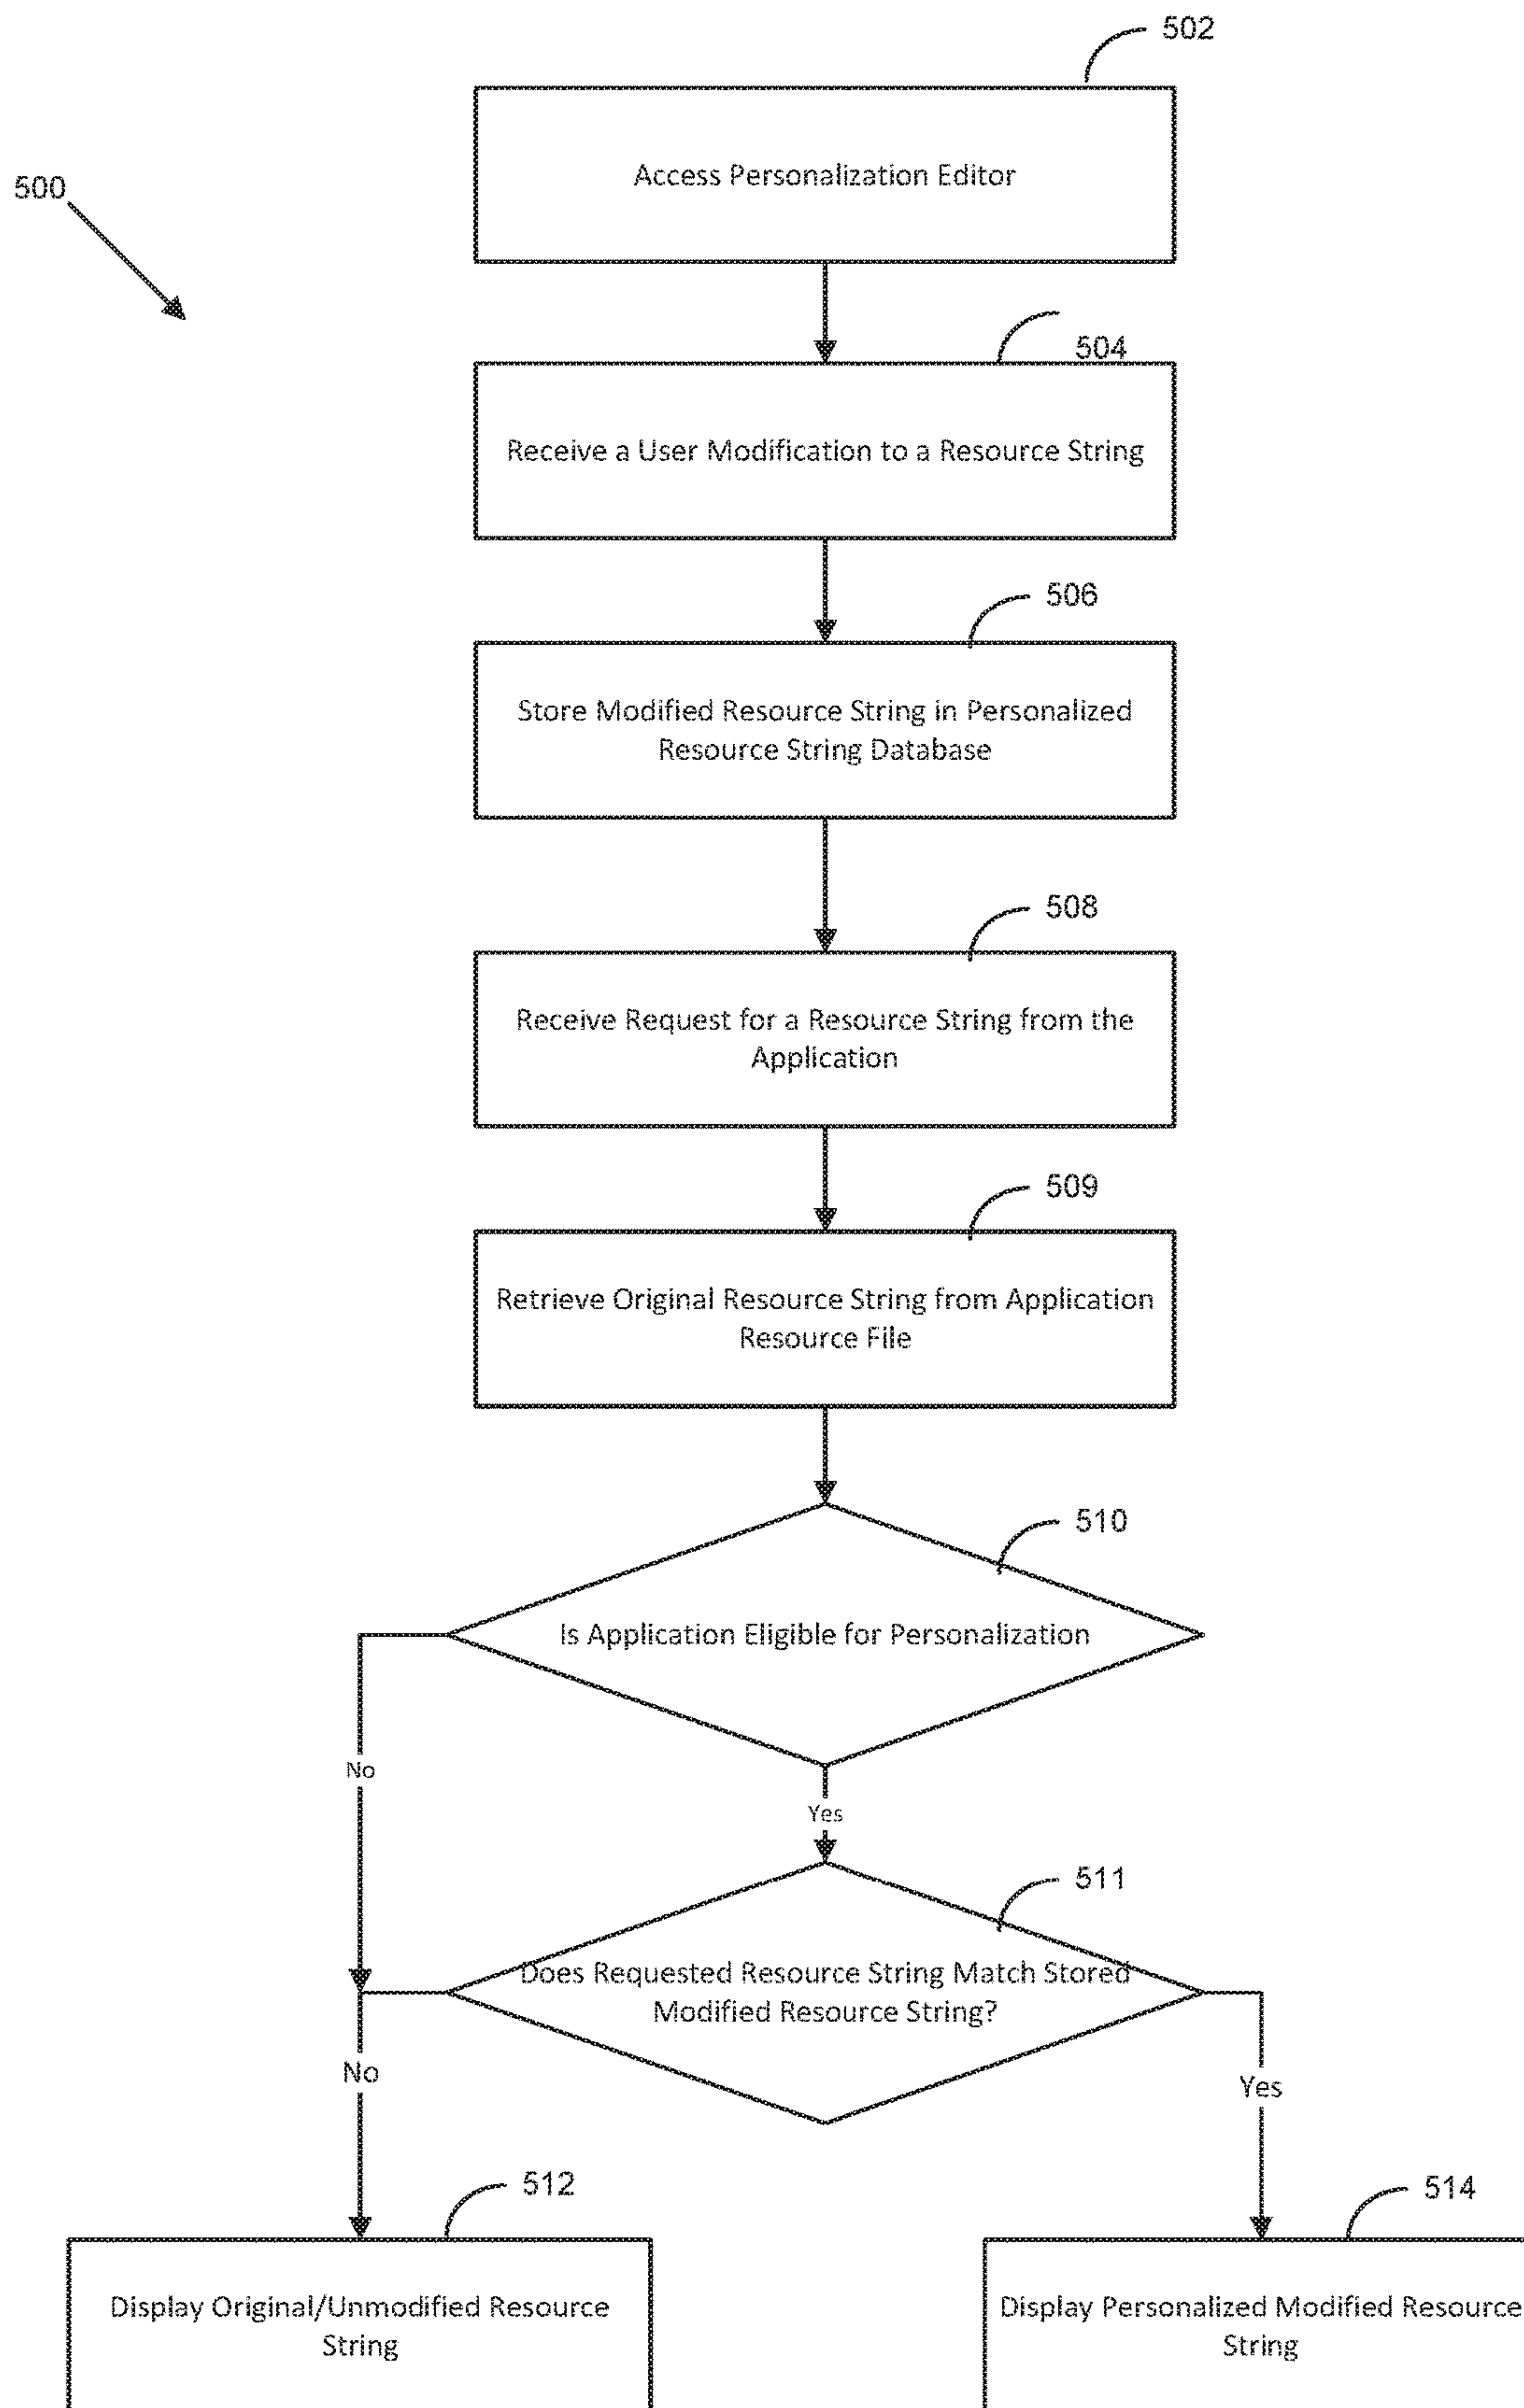 502
Access Personalization Editor
500
504
Receive a User Modification to a Resource String
506
Store Modified Resource String in Personalized
Resource String Database
508
Receive Request for a Resource String from the
Application
509
Retrieve Original Resource String from Application
Resource File
510
Is Application Eligible for Personalization
No
Yes
511
Does Requested Resource String Match Stored
Modified Resource String?
No
Yes
512
514
Display Original/Unmodified Resource
String
Display Personalized Modified Resource
String